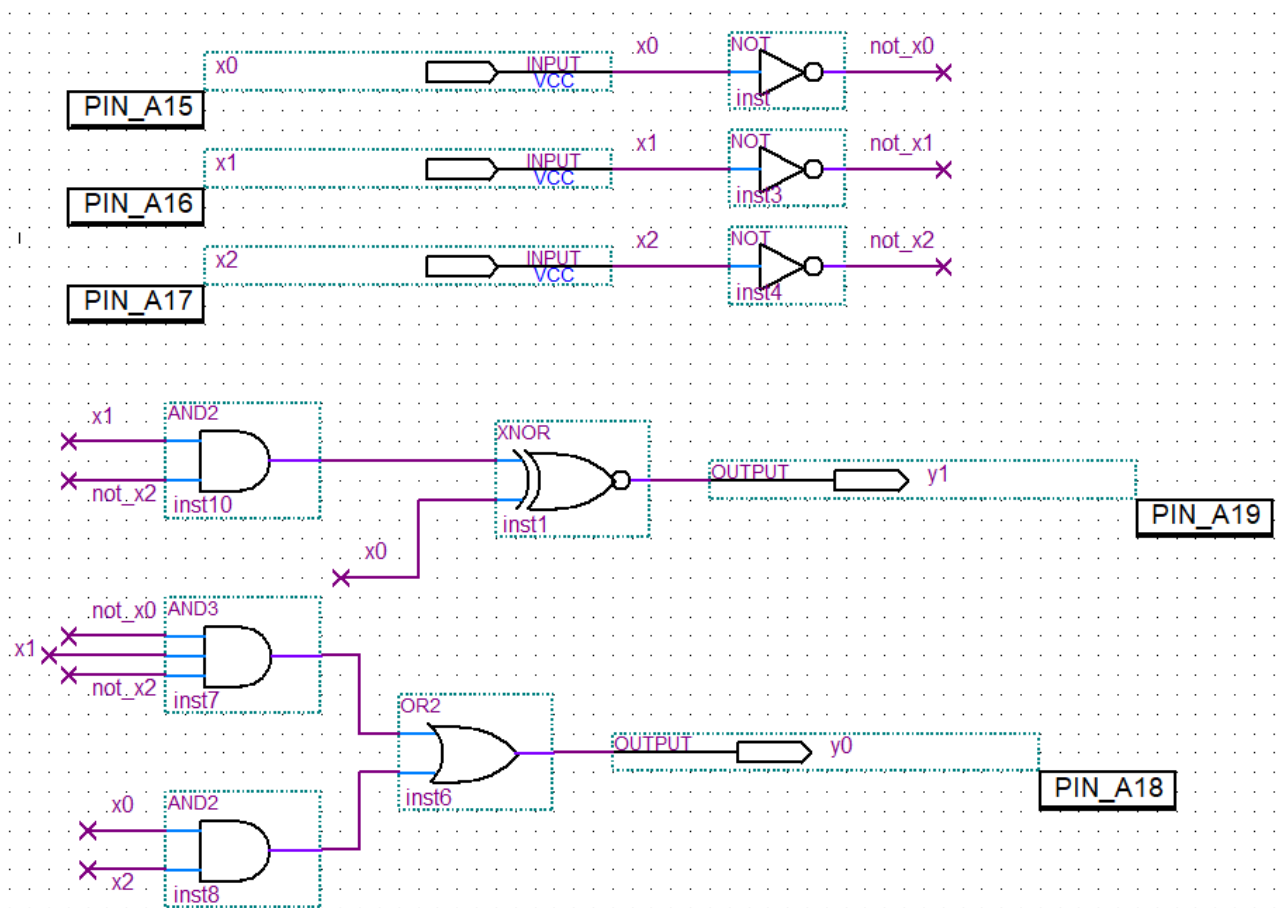 x0 NOT not_x0
x0 INPUT
VCC
PIN_A15 inst
x1 NOT not_x1
x1 INPUT
VCC
PIN_A16 inst3
x2 NOT not_x2
x2 INPUT
VCC
PIN_A17 inst4
x1 AND2
XNOR
OUTPUT y1
not_x2 inst10
PIN_A19
inst1
x0
not_x0 AND3
x1
not_x2 inst7
OR2
OUTPUT y0
PIN_A18
x0 AND2 inst6
x2 inst8